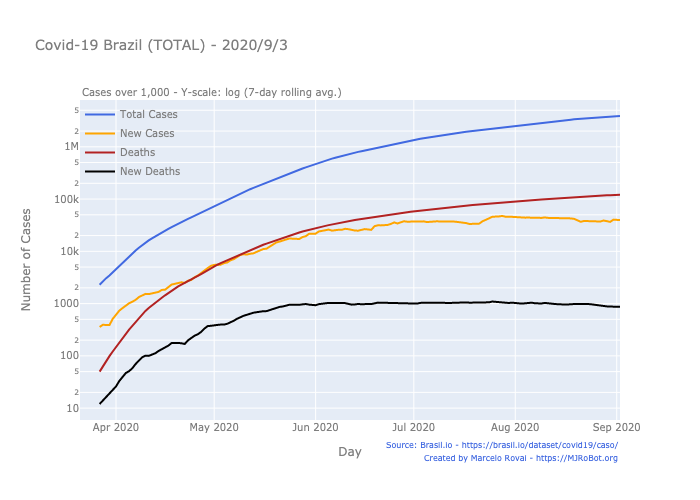 Covid-19 Brazil (TOTAL) - 2020/9/3
Cases over 1,000 - Y-scale: log (7-day rolling avg.)
Total Cases
New Cases
Deaths
New Deaths
Number of Cases
5
2
1M
5
2
100k
5
2
10k
5
2
1000
5
2
100
5
2
10
Apr 2020
May 2020
Jun 2020
Jul 2020
Aug 2020
Sep 2020
Day
Source: Brasil.io - https://brasil.io/dataset/covid19/caso/
Created by Marcelo Rovai - https://MJRoBot.org